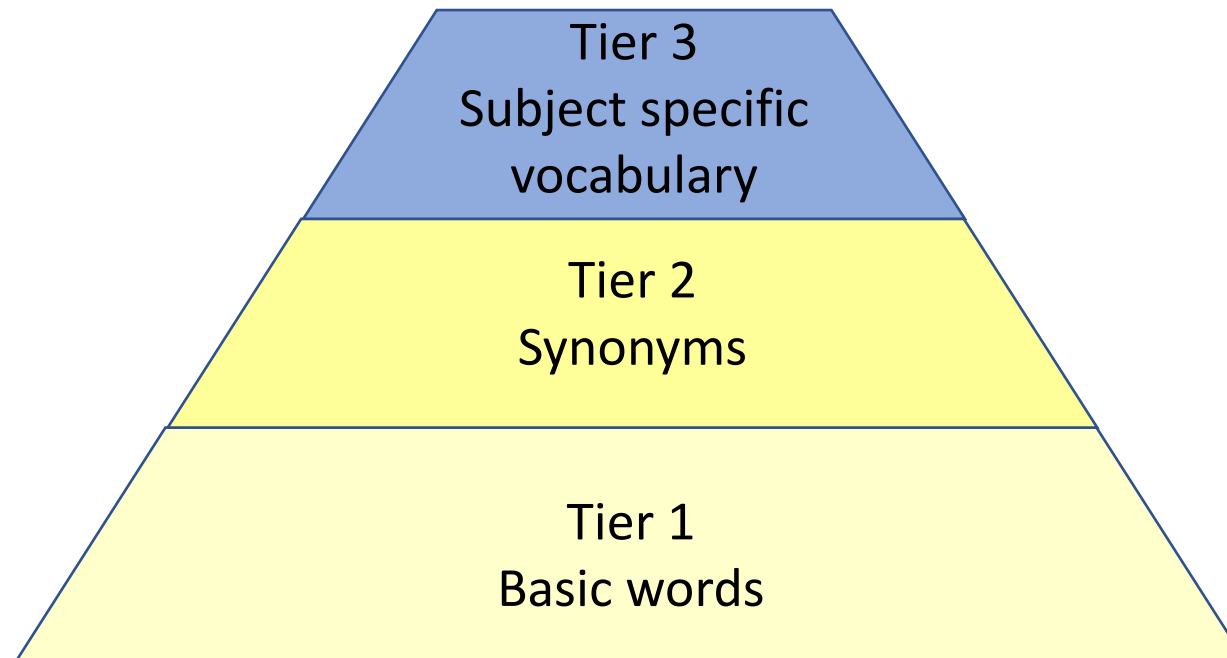 Tier 3
Subject specific
vocabulary
Tier 2
Synonyms
Tier 1
Basic words